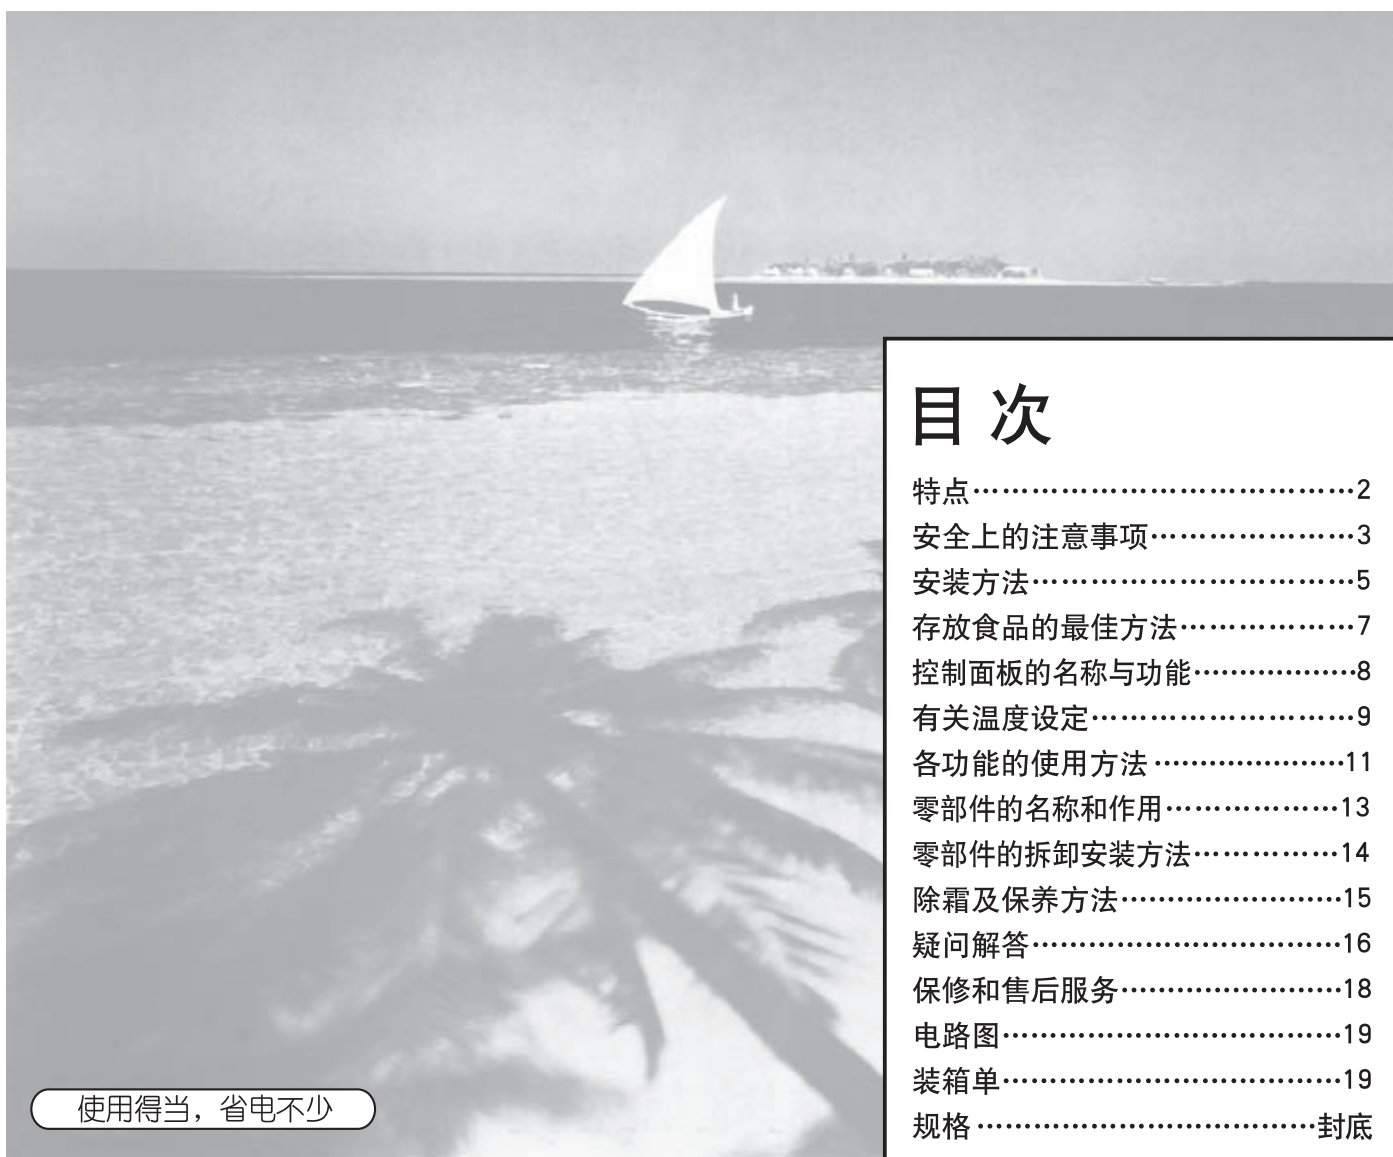 目次
特点……………………………………2
安全上的注意事项…………………3
安装方法……………………………5
存放食品的最佳方法………………7
控制面板的名称与功能………………8
有关温度设定………………………9
各功能的使用方法…………………11
零部件的名称和作用………………13
零部件的拆卸安装方法……………14
除霜及保养方法……………………15
疑问解答……………………………16
保修和售后服务……………………18
电路图………………………………19
装箱单………………………………19
规格………………………………封底
使用得当，省电不少